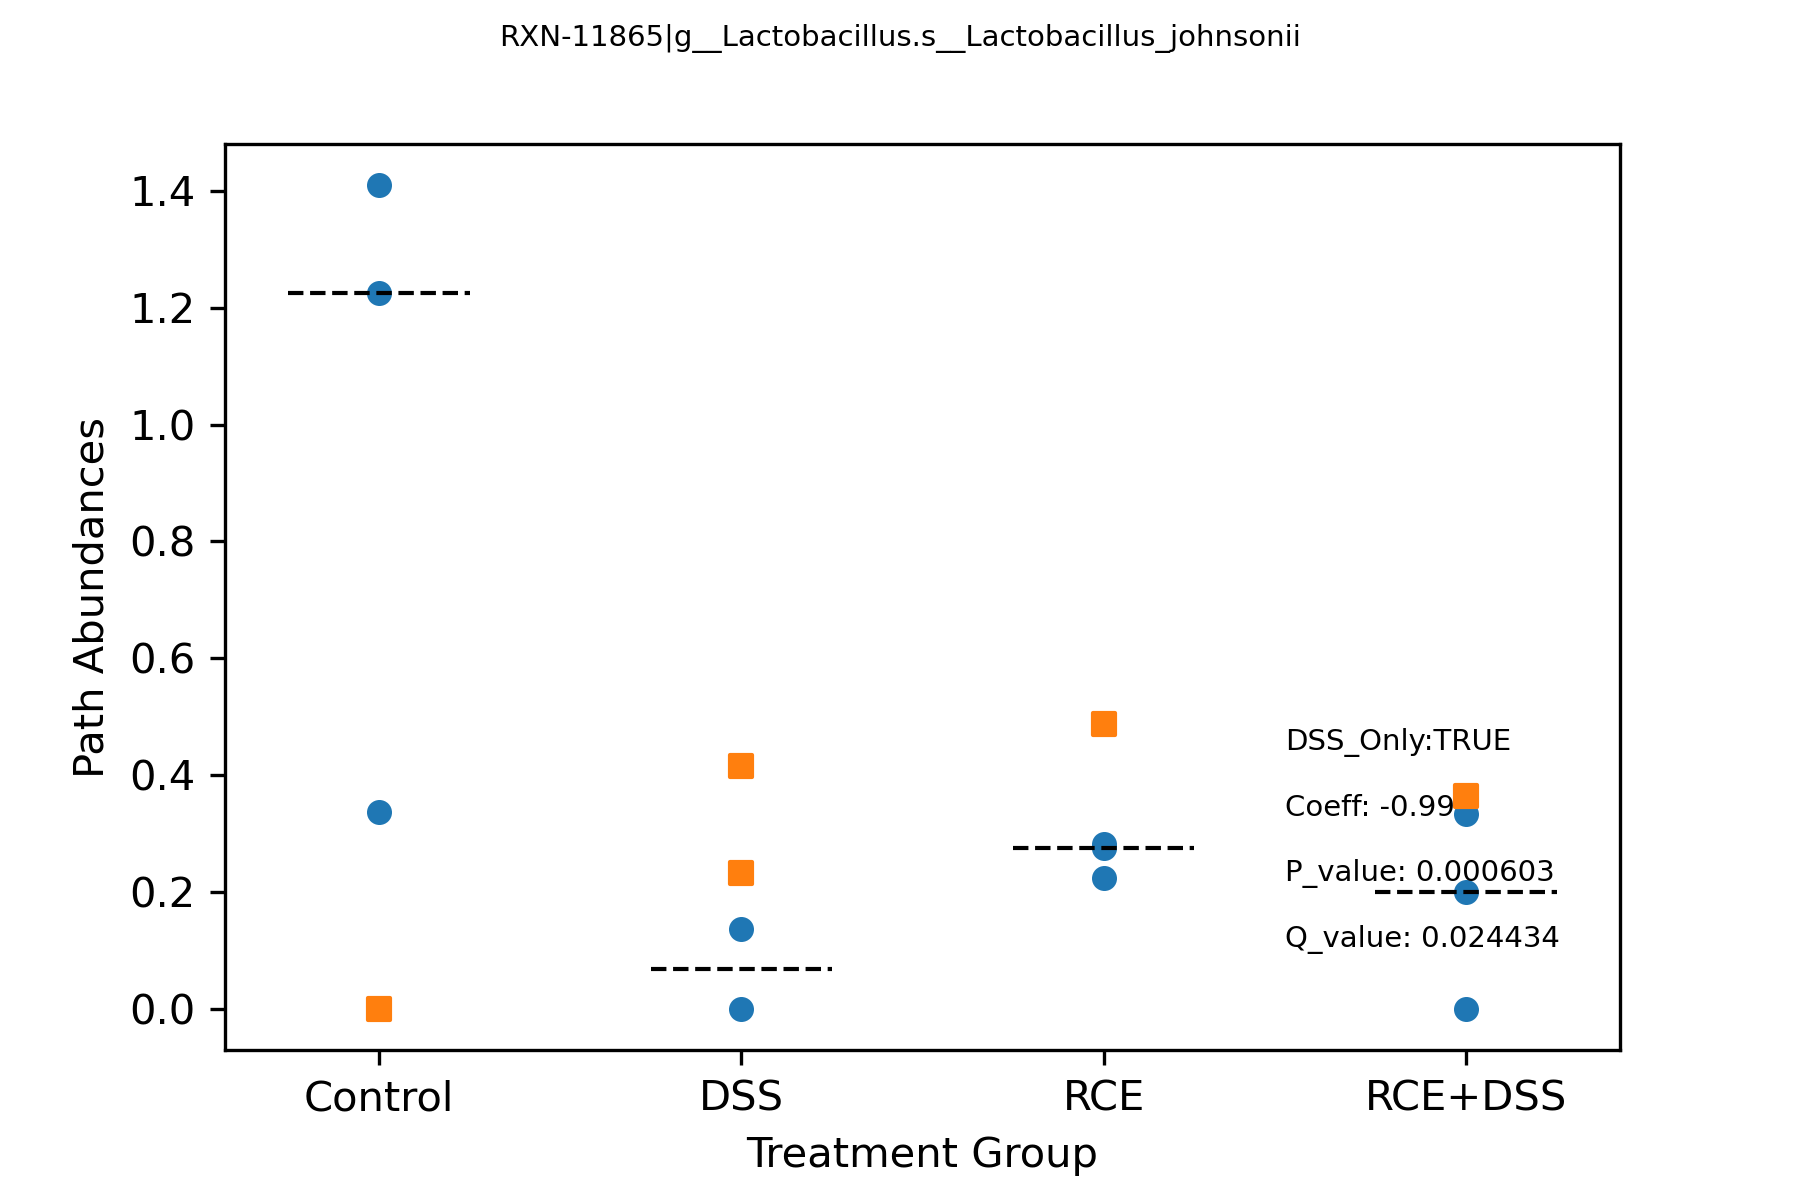 RXN-11865|g__Lactobacillus.s__Lactobacillus_johnsonii
1.4
1.2
1.0
0.8
0.6
0.4
0.2
0.0
Path Abundances
DSS_Only:TRUE
Coeff: -0.99
P_value: 0.000603
Q_value: 0.024434
Control DSS RCE RCE+DSS
Treatment Group